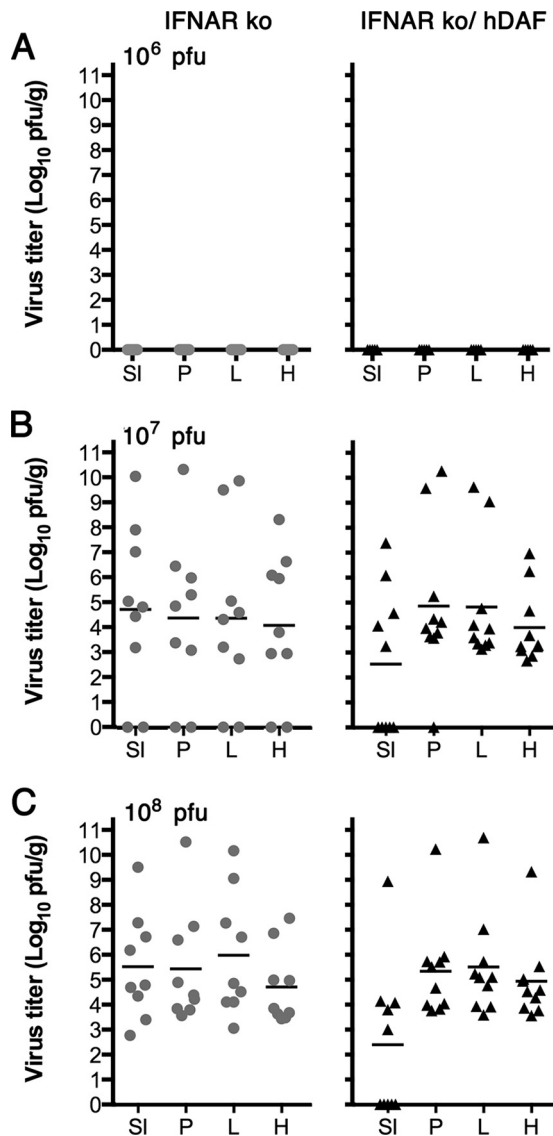 IFNAR ko IFNAR ko/ hDAF
A
10⁶ pfu
Virus titer (Log₁₀ pfu/g)
11
10
9
8
7
6
5
4
3
2
1
0
SI P L H SI P L H
B
10⁷ pfu
Virus titer (Log₁₀ pfu/g)
11
10
9
8
7
6
5
4
3
2
1
0
SI P L H SI P L H
C
10⁸ pfu
Virus titer (Log₁₀ pfu/g)
11
10
9
8
7
6
5
4
3
2
1
0
SI P L H SI P L H